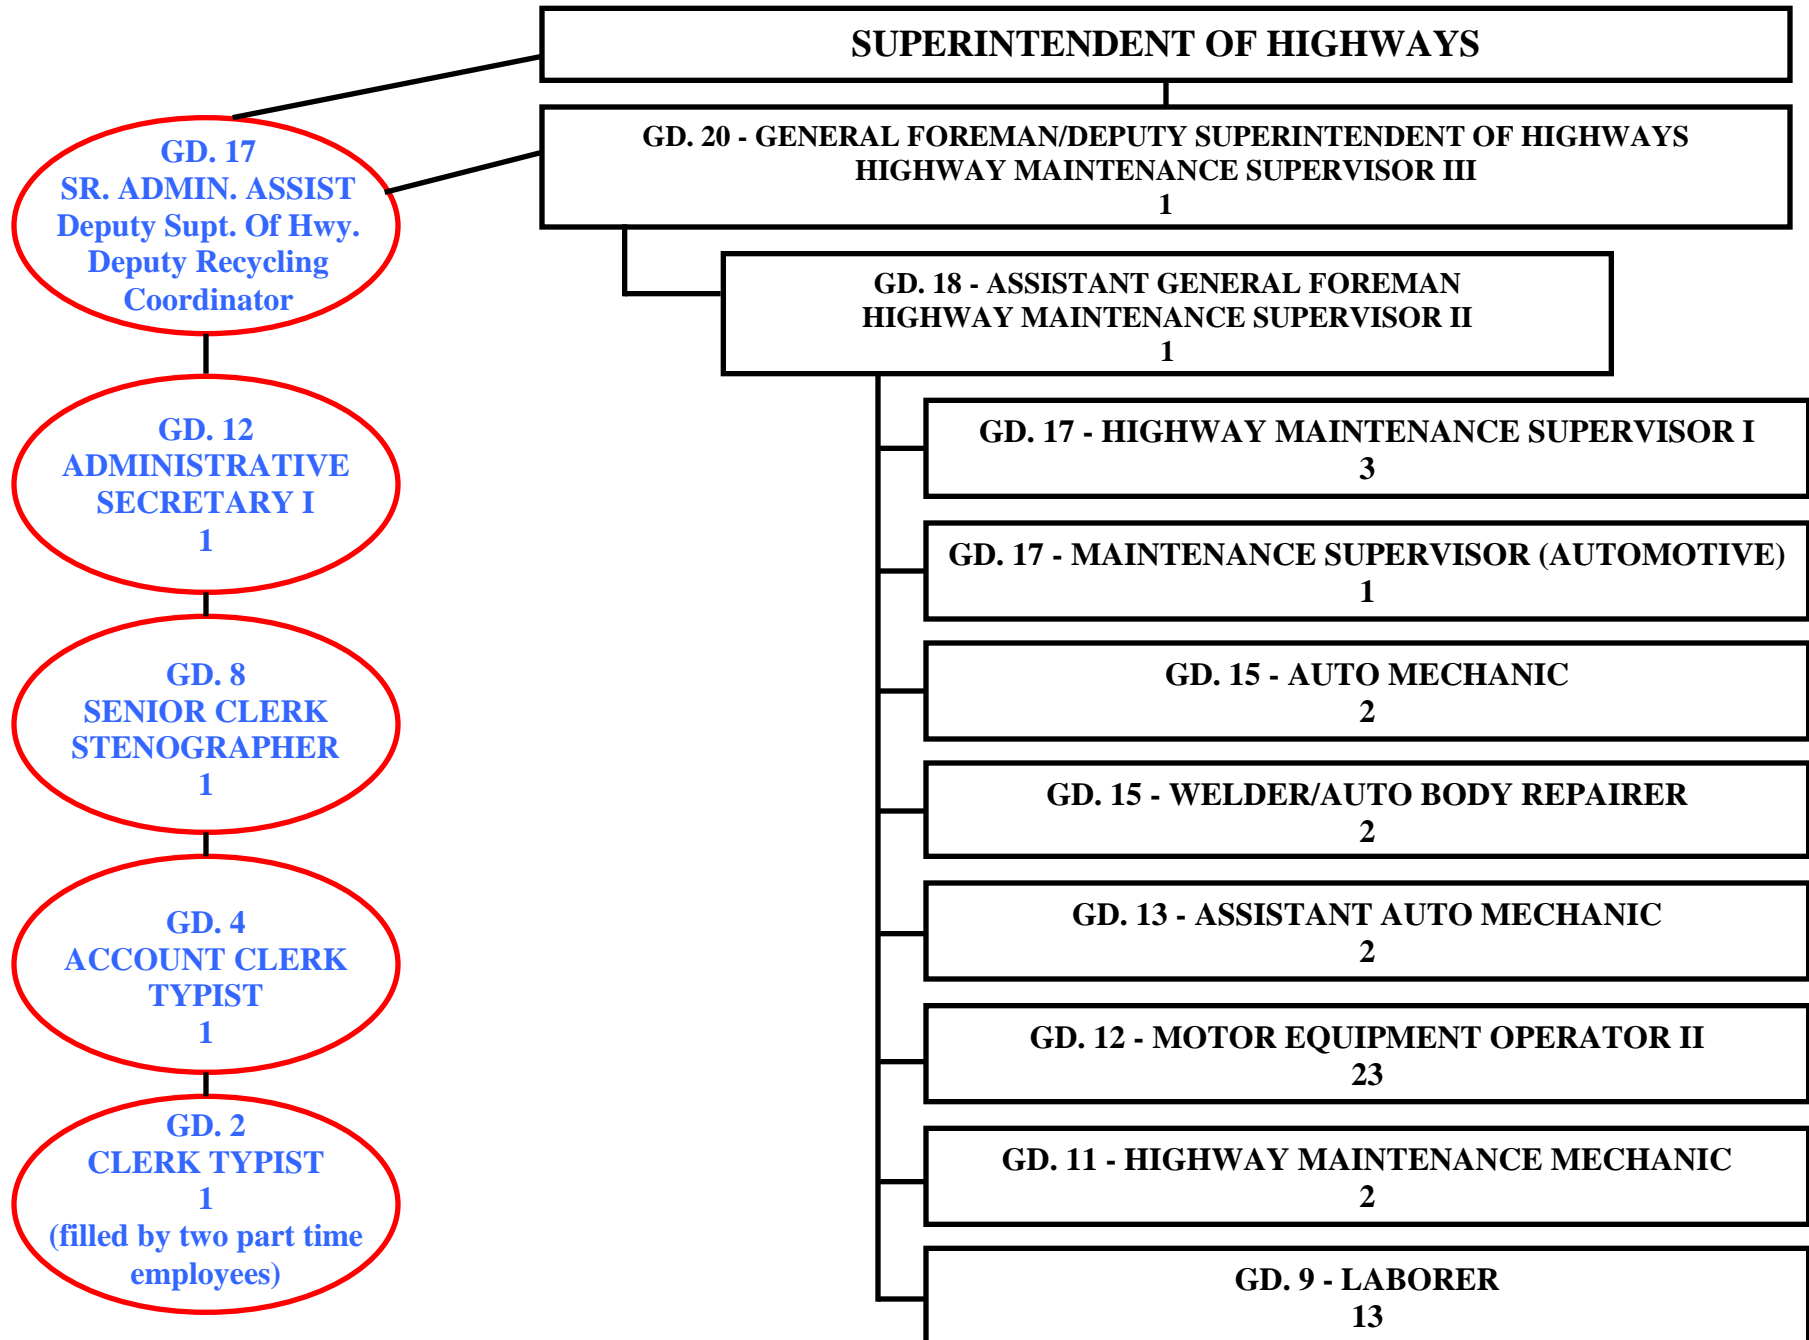 SUPERINTENDENT OF HIGHWAYS
GD. 20 - GENERAL FOREMAN/DEPUTY SUPERINTENDENT OF HIGHWAYS
HIGHWAY MAINTENANCE SUPERVISOR III
1
GD. 17
SR. ADMIN. ASSIST
Deputy Supt. Of Hwy.
Deputy Recycling
Coordinator
GD. 18 - ASSISTANT GENERAL FOREMAN
HIGHWAY MAINTENANCE SUPERVISOR II
1
GD. 12
ADMINISTRATIVE
SECRETARY I
1
GD. 8
SENIOR CLERK
STENOGRAPHER
1
GD. 4
ACCOUNT CLERK
TYPIST
1
GD. 2
CLERK TYPIST
1
(filled by two part time
employees)
GD. 17 - HIGHWAY MAINTENANCE SUPERVISOR I
3
GD. 17 - MAINTENANCE SUPERVISOR (AUTOMOTIVE)
1
GD. 15 - AUTO MECHANIC
2
GD. 15 - WELDER/AUTO BODY REPAIRER
2
GD. 13 - ASSISTANT AUTO MECHANIC
2
GD. 12 - MOTOR EQUIPMENT OPERATOR II
23
GD. 11 - HIGHWAY MAINTENANCE MECHANIC
2
GD. 9 - LABORER
13